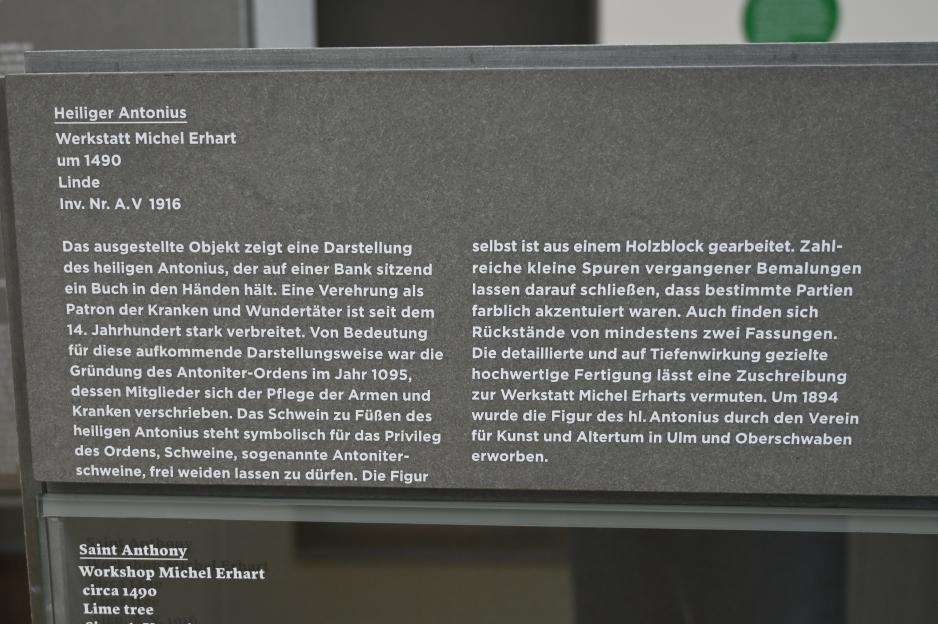 Heiliger Antonius
Werkstatt Michel Erhart
um 1490
Linde
Inv. Nr. A.V 1916
Das ausgestellte Objekt zeigt eine Darstellung
des heiligen Antonius, der auf einer Bank sitzend
ein Buch in den Händen hält. Eine Verehrung als
Patron der Kranken und Wundertäter ist seit dem
14. Jahrhundert stark verbreitet. Von Bedeutung
für diese aufkommende Darstellungsweise war die
Gründung des Antoniter-Ordens im Jahr 1095,
dessen Mitglieder sich der Pflege der Armen und
Kranken verschrieben. Das Schwein zu Füßen des
heiligen Antonius steht symbolisch für das Privileg
des Ordens, Schweine, sogenannte Antoniter-
schweine, frei weiden lassen zu dürfen. Die Figur
selbst ist aus einem Holzblock gearbeitet. Zahl-
reiche kleine Spuren vergangener Bemalungen
lassen darauf schließen, dass bestimmte Partien
farblich akzentuiert waren. Auch finden sich
Rückstände von mindestens zwei Fassungen.
Die detaillierte und auf Tiefenwirkung gezielte
hochwertige Fertigung lässt eine Zuschreibung
zur Werkstatt Michel Erharts vermuten. Um 1894
wurde die Figur des hl. Antonius durch den Verein
für Kunst und Altertum in Ulm und Oberschwaben
erworben.
Saint Anthony
Workshop Michel Erhart
circa 1490
Lime tree